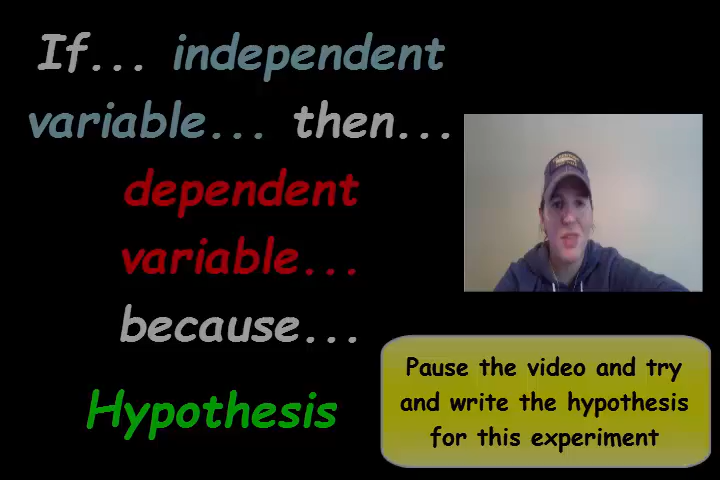 If... independent
variable... then...
dependent
variable...
because...
Hypothesis
Pause the video and try
and write the hypothesis
for this experiment